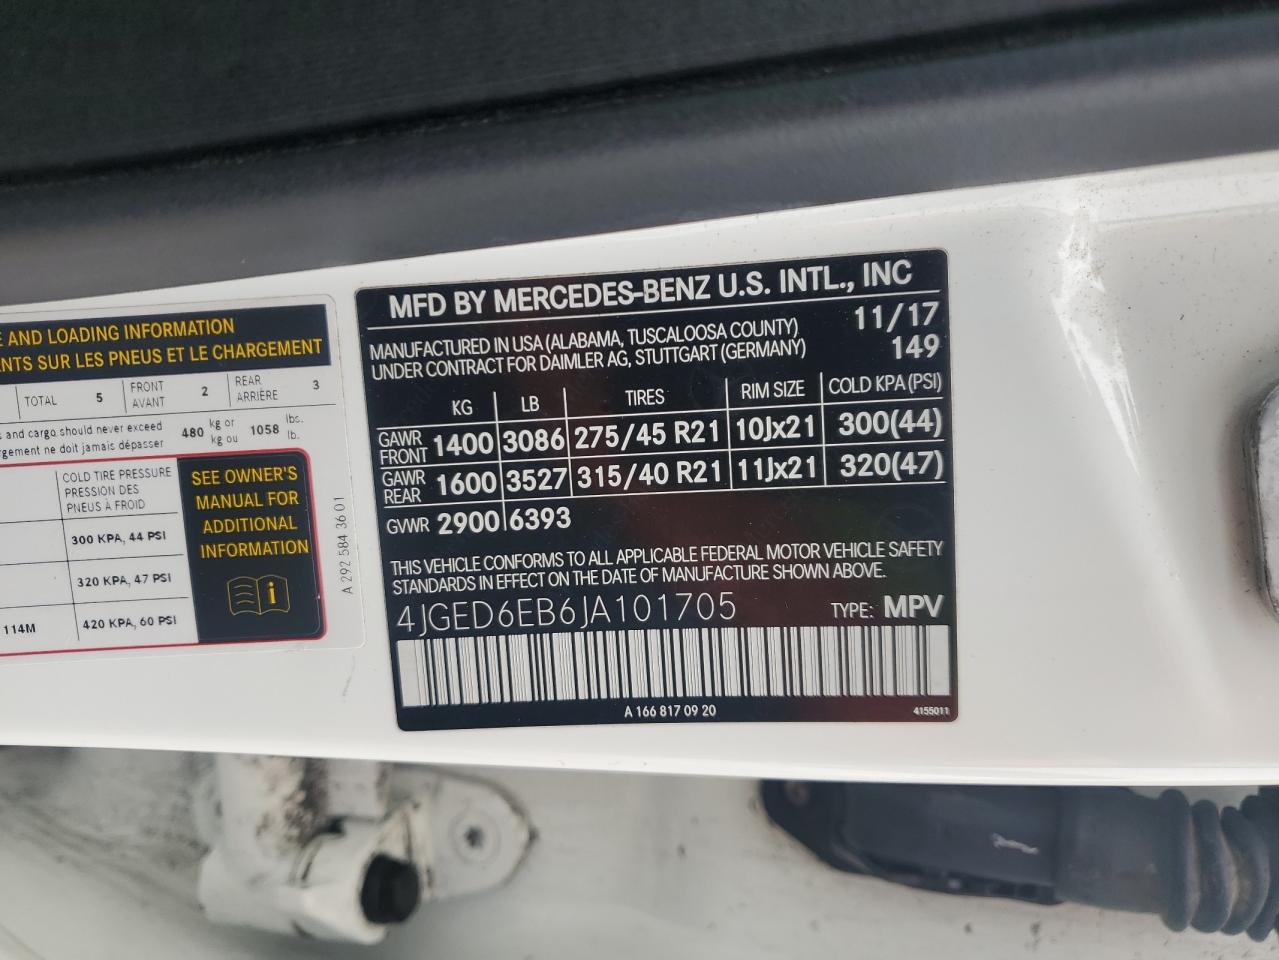 E AND LOADING INFORMATION
ENTS SUR LES PNEUS ET LE CHARGEMENT
TOTAL 5 FRONT AVANT 2 REAR ARRIÈRE 3
s and cargo should never exceed 480 kg or 1058 lbs.
rgement ne doit jamais dépasser kg ou lb.
COLD TIRE PRESSURE
PRESSION DES
PNEUS À FROID
300 KPA, 44 PSI
320 KPA, 47 PSI
114M 420 KPA, 60 PSI
SEE OWNER'S
MANUAL FOR
ADDITIONAL
INFORMATION
i
A 292 584 36 01
MFD BY MERCEDES-BENZ U.S. INTL., INC
MANUFACTURED IN USA (ALABAMA, TUSCALOOSA COUNTY) 11/17
UNDER CONTRACT FOR DAIMLER AG, STUTTGART (GERMANY) 149
KG LB TIRES RIM SIZE COLD KPA (PSI)
GAWR FRONT 1400 3086 275/45 R21 10Jx21 300(44)
GAWR REAR 1600 3527 315/40 R21 11Jx21 320(47)
GVWR 2900 6393
THIS VEHICLE CONFORMS TO ALL APPLICABLE FEDERAL MOTOR VEHICLE SAFETY
STANDARDS IN EFFECT ON THE DATE OF MANUFACTURE SHOWN ABOVE.
4JGED6EB6JA101705 TYPE: MPV
A 166 817 09 20 4155011